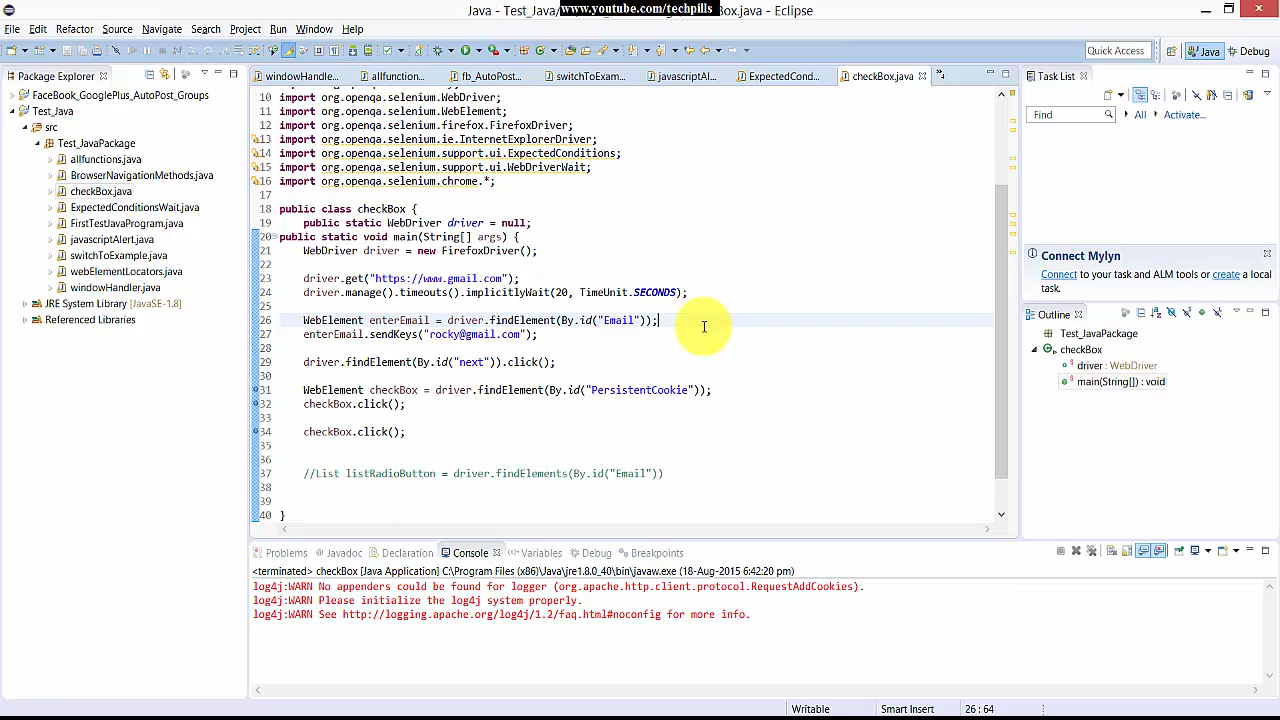 Java - Test_Java/
www.youtube.com/techpills
Box.java - Eclipse
File Edit Refactor Source Navigate Search Project Run Window Help
Quick Access
Java
Debug
Package Explorer
windowHandle...
allfunction...
fb_AutoPost...
switchToExam...
javascriptAl...
ExpectedCond...
checkBox.java
Task List
FaceBook_GooglePlus_AutoPost_Groups
Test_Java
src
Test_JavaPackage
allfunctions.java
BrowserNavigationMethods.java
checkBox.java
ExpectedConditionsWait.java
FirstTestJavaProgram.java
javascriptAlert.java
switchToExample.java
webElementLocators.java
windowHandler.java
JRE System Library [JavaSE-1.8]
Referenced Libraries
10 import org.openqa.selenium.WebDriver;
11 import org.openqa.selenium.WebElement;
12 import org.openqa.selenium.firefox.FirefoxDriver;
13 import org.openqa.selenium.ie.InternetExplorerDriver;
14 import org.openqa.selenium.support.ui.ExpectedConditions;
15 import org.openqa.selenium.support.ui.WebDriverWait;
16 import org.openqa.selenium.chrome.*;
17
18 public class checkBox {
19 public static WebDriver driver = null;
20 public static void main(String[] args) {
21 WebDriver driver = new FirefoxDriver();
22
23 driver.get("https://www.gmail.com");
24 driver.manage().timeouts().implicitlyWait(20, TimeUnit.SECONDS);
25
26 WebElement enterEmail = driver.findElement(By.id("Email"));
27 enterEmail.sendKeys("rocky@gmail.com");
28
29 driver.findElement(By.id("next")).click();
30
31 WebElement checkBox = driver.findElement(By.id("PersistentCookie"));
32 checkBox.click();
33
34 checkBox.click();
35
36
37 //List listRadioButton = driver.findElements(By.id("Email"))
38
39
40 }
Find
All
Activate...
Connect Mylyn
Connect to your task and ALM tools or create a local
task.
Outline
Test_JavaPackage
checkBox
driver : WebDriver
main(String[]) : void
Problems
Javadoc
Declaration
Console
Variables
Debug
Breakpoints
<terminated> checkBox [Java Application] C:\Program Files (x86)\Java\jre1.8.0_40\bin\javaw.exe (18-Aug-2015 6:42:20 pm)
log4j:WARN No appenders could be found for logger (org.apache.http.client.protocol.RequestAddCookies).
log4j:WARN Please initialize the log4j system properly.
log4j:WARN See http://logging.apache.org/log4j/1.2/faq.html#noconfig for more info.
Writable
Smart Insert
26 : 64